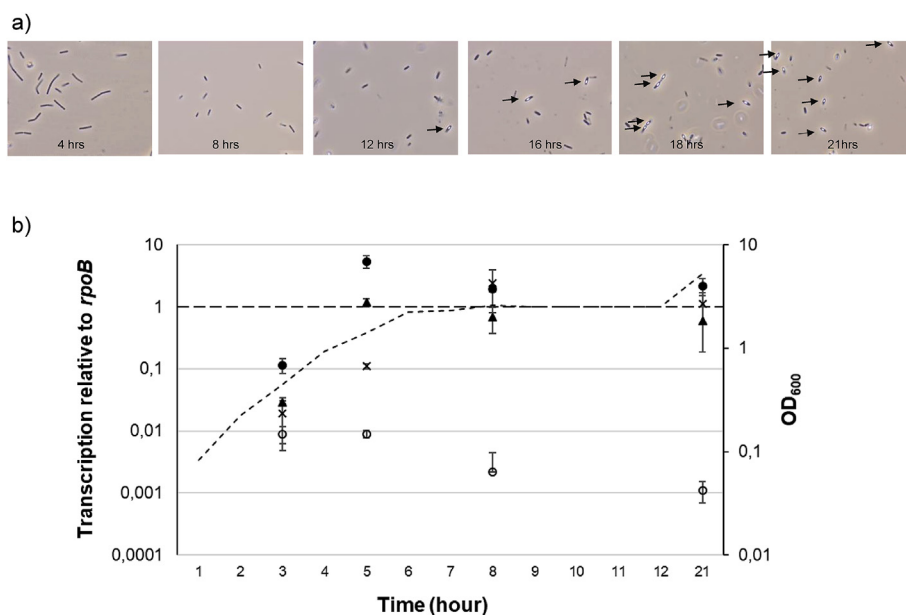 a)
4 hrs
8 hrs
12 hrs
16 hrs
18 hrs
21hrs
b)
Transcription relative to rpoB
10
1
0,1
0,01
0,001
0,0001
10
1
0,1
0,01
OD600
1 2 3 4 5 6 7 8 9 10 11 12 21
Time (hour)